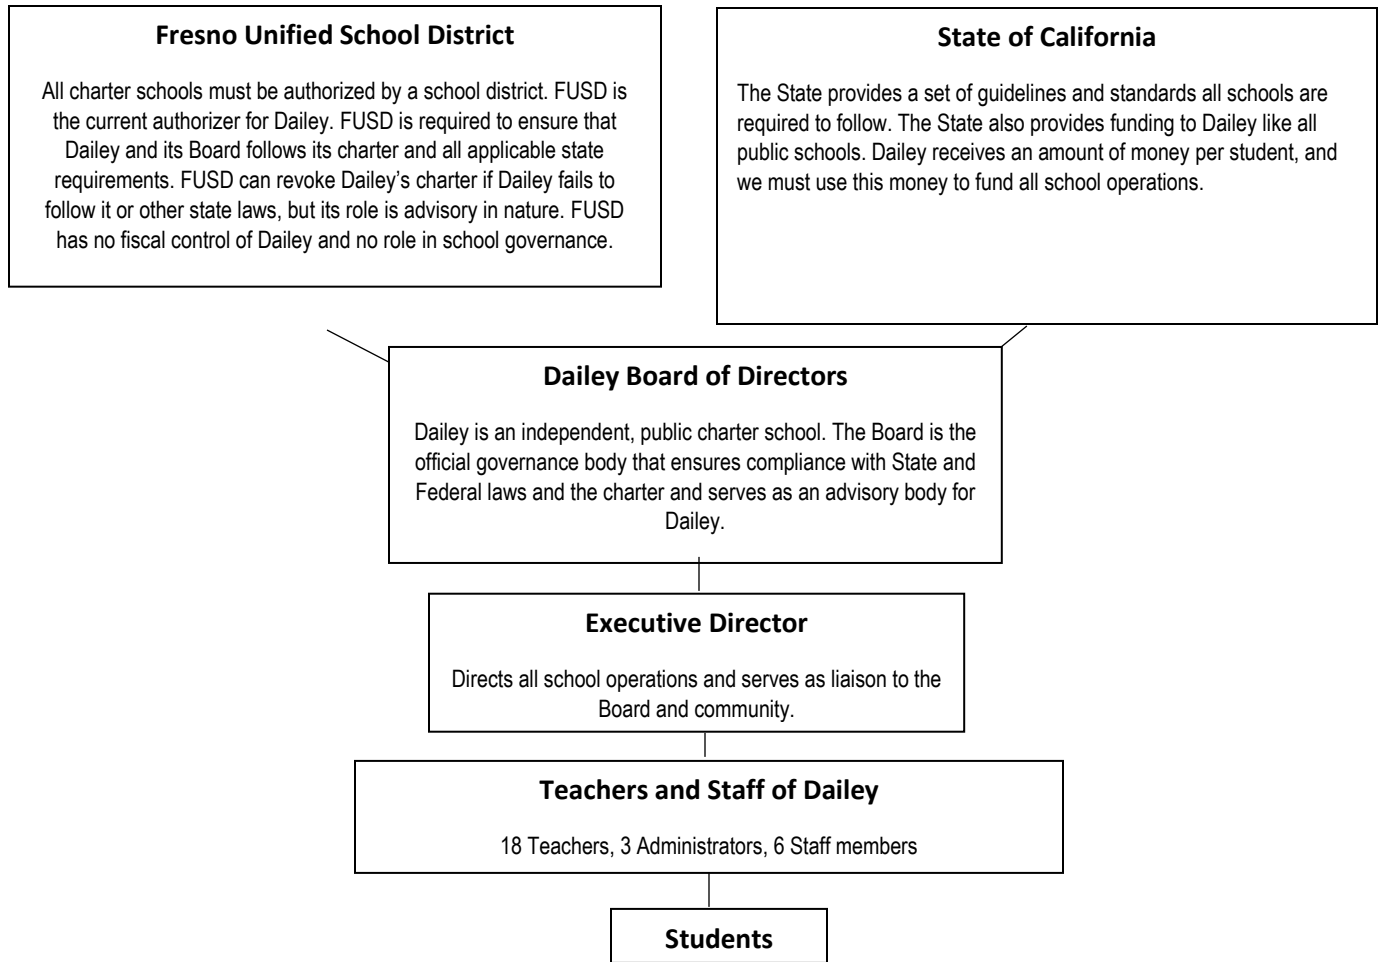 Fresno Unified School District
All charter schools must be authorized by a school district. FUSD is
the current authorizer for Dailey. FUSD is required to ensure that
Dailey and its Board follows its charter and all applicable state
requirements. FUSD can revoke Dailey’s charter if Dailey fails to
follow it or other state laws, but its role is advisory in nature. FUSD
has no fiscal control of Dailey and no role in school governance.
State of California
The State provides a set of guidelines and standards all schools are
required to follow. The State also provides funding to Dailey like all
public schools. Dailey receives an amount of money per student, and
we must use this money to fund all school operations.
Dailey Board of Directors
Dailey is an independent, public charter school. The Board is the
official governance body that ensures compliance with State and
Federal laws and the charter and serves as an advisory body for
Dailey.
Executive Director
Directs all school operations and serves as liaison to the
Board and community.
Teachers and Staff of Dailey
18 Teachers, 3 Administrators, 6 Staff members
Students